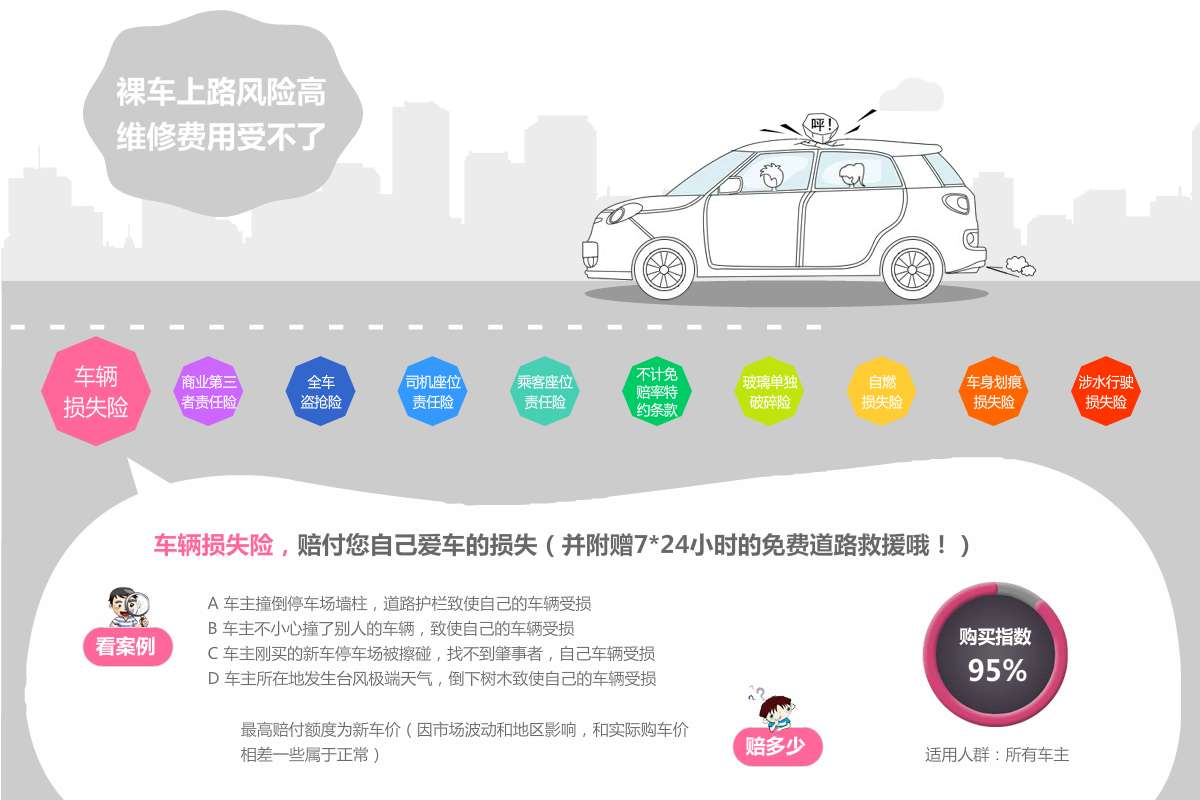 裸车上路风险高
维修费用受不了
呯!
车辆
损失险
商业第三
者责任险
全车
盗抢险
司机座位
责任险
乘客座位
责任险
不计免
赔率特
约条款
玻璃单独
破碎险
自燃
损失险
车身划痕
损失险
涉水行驶
损失险
车辆损失险，赔付您自己爱车的损失（并附赠7*24小时的免费道路救援哦！）
看案例
A 车主撞倒停车场墙柱，道路护栏致使自己的车辆受损
B 车主不小心撞了别人的车辆，致使自己的车辆受损
C 车主刚买的新车停车场被擦碰，找不到肇事者，自己车辆受损
D 车主所在地发生台风极端天气，倒下树木致使自己的车辆受损
购买指数
95%
最高赔付额度为新车价（因市场波动和地区影响，和实际购车价
相差一些属于正常）
??
赔多少
适用人群：所有车主